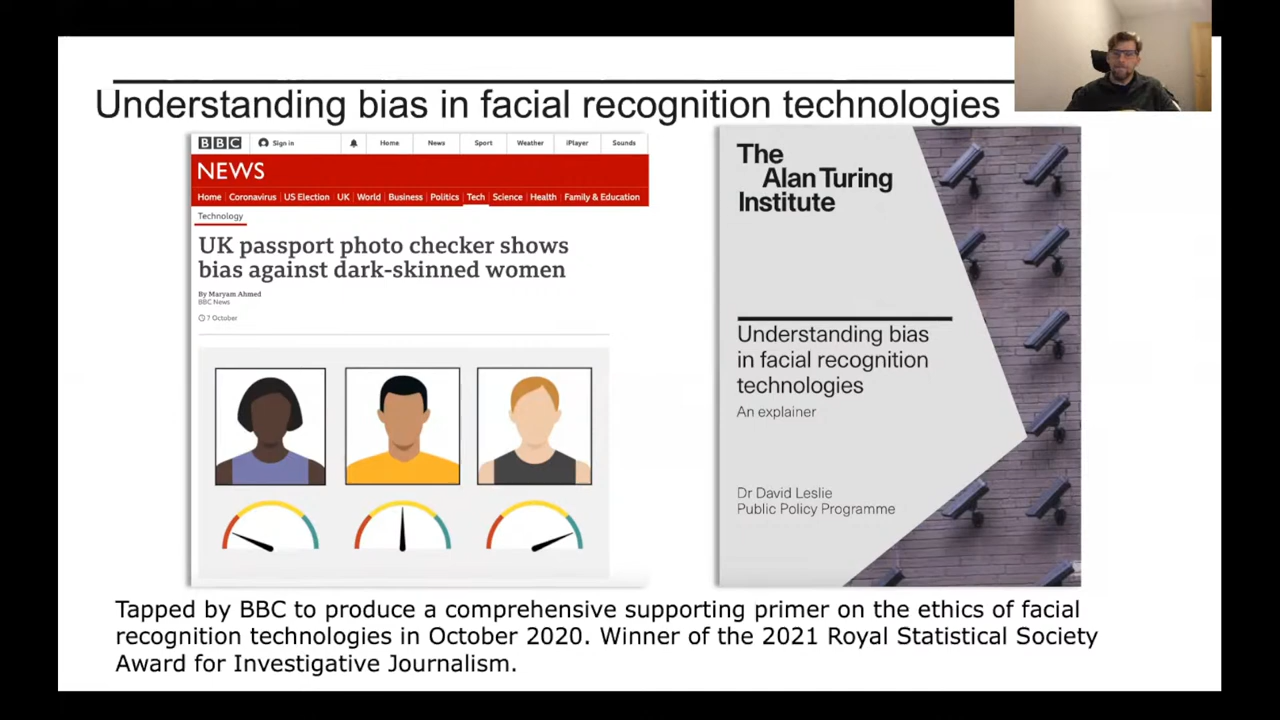 Understanding bias in facial recognition technologies
BBC Sign in Home News Sport Weather iPlayer Sounds
NEWS
Home Coronavirus US Election UK World Business Politics Tech Science Health Family & Education
Technology
UK passport photo checker shows
bias against dark-skinned women
By Maryam Ahmed
BBC News
7 October
The
Alan Turing
Institute
Understanding bias
in facial recognition
technologies
An explainer
Dr David Leslie
Public Policy Programme
Tapped by BBC to produce a comprehensive supporting primer on the ethics of facial
recognition technologies in October 2020. Winner of the 2021 Royal Statistical Society
Award for Investigative Journalism.